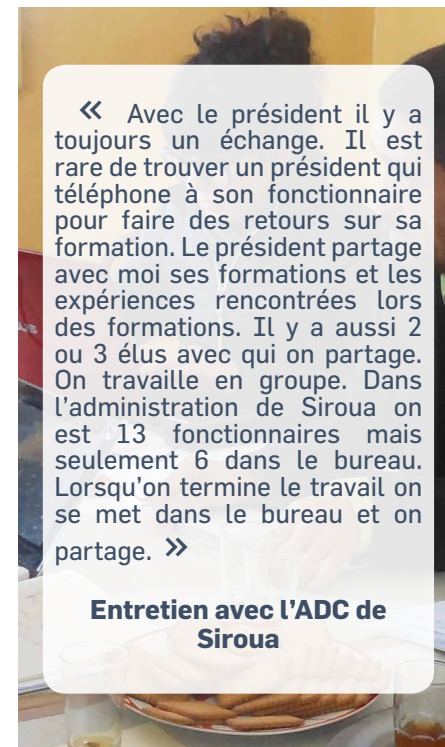 « Avec le président il y a
toujours un échange. Il est
rare de trouver un président qui
téléphone à son fonctionnaire
pour faire des retours sur sa
formation. Le président partage
avec moi ses formations et les
expériences rencontrées lors
des formations. Il y a aussi 2
ou 3 élus avec qui on partage.
On travaille en groupe. Dans
l’administration de Siroua on
est 13 fonctionnaires mais
seulement 6 dans le bureau.
Lorsqu’on termine le travail on
se met dans le bureau et on
partage. »
Entretien avec l’ADC de
Siroua